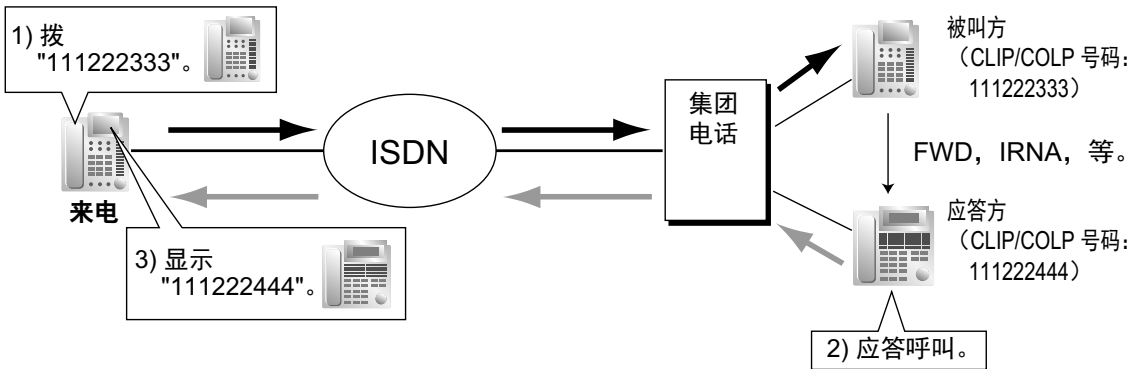 1) 拨
"111222333"。
来电
3) 显示
"111222444"。
ISDN
集团
电话
被叫方
（CLIP/COLP 号码：
111222333）
FWD，IRNA，等。
应答方
（CLIP/COLP 号码：
111222444）
2) 应答呼叫。